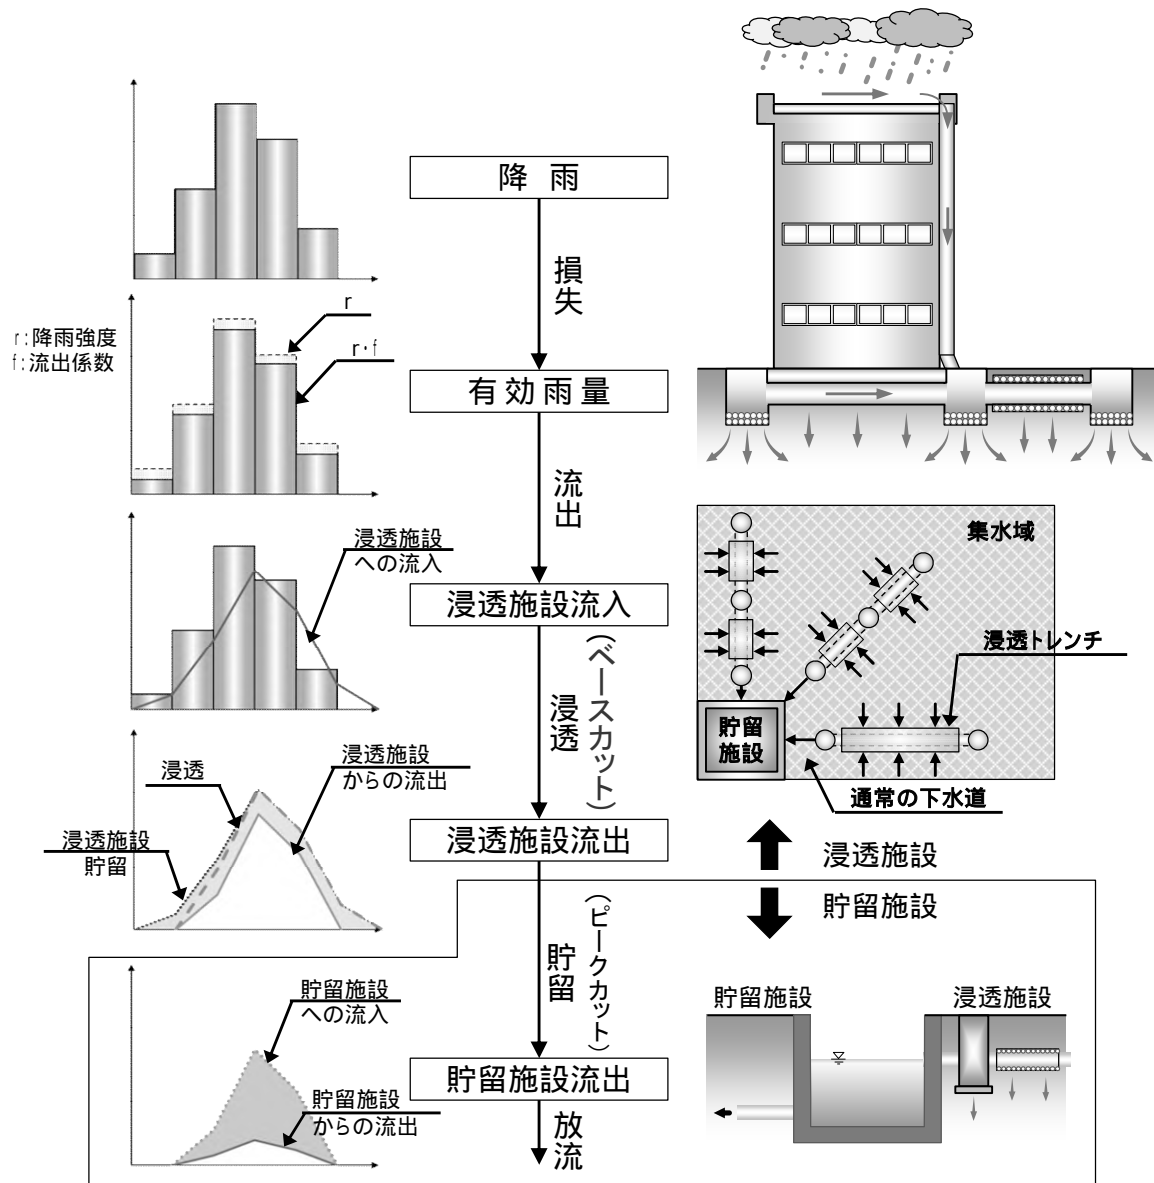 降 雨
損失
r
r:降雨強度
r・f
f:流出係数
有効雨量
流出
浸透施設
への流入
浸透施設流入
集水域
浸透トレンチ
浸透
(ベースカット)
貯留
施設
通常の下水道
浸透
浸透施設
からの流出
浸透施設
貯留
浸透施設流出
浸透施設
貯留施設
貯留
(ピークカット)
貯留施設
への流入
貯留施設
浸透施設
貯留施設流出
貯留施設
からの流出
放流